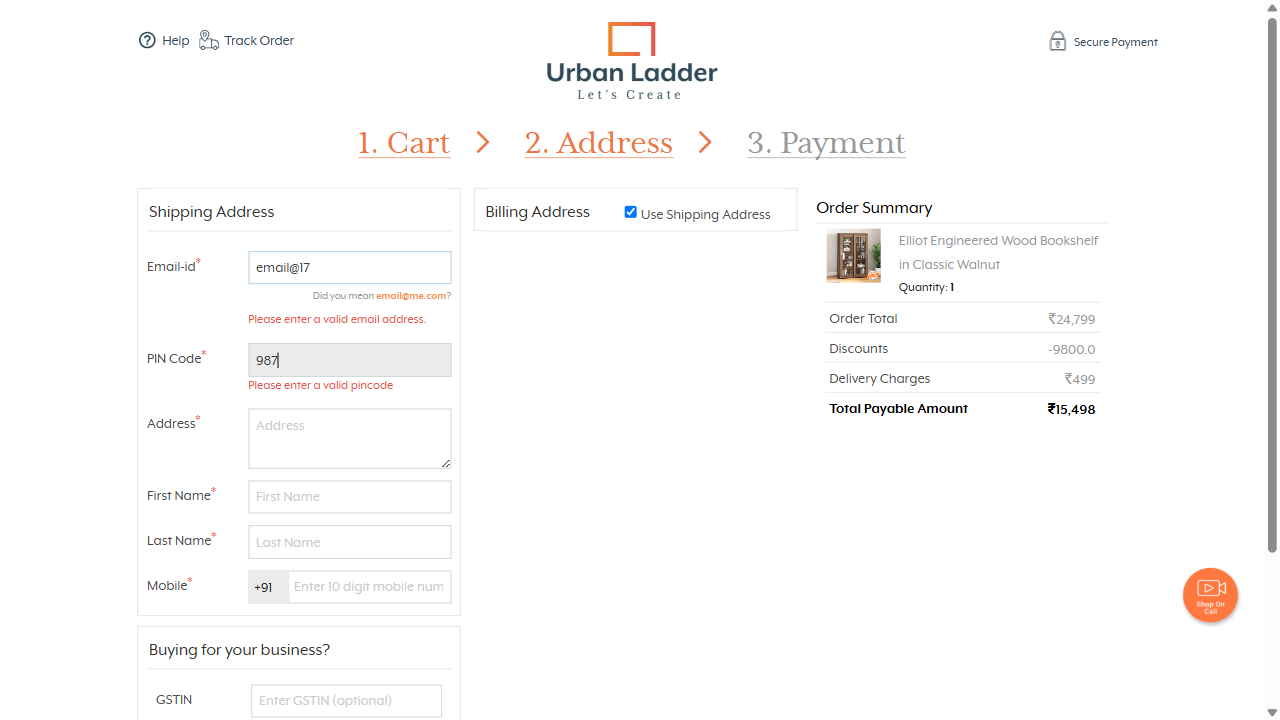 Help
Track Order
Urban Ladder
Let's Create
Secure Payment
1. Cart
2. Address
3. Payment
Shipping Address
Email-id*
email@17
Did you mean email@me.com?
Please enter a valid email address.
PIN Code*
987
Please enter a valid pincode
Address*
Address
First Name*
First Name
Last Name*
Last Name
Mobile*
+91
Enter 10 digit mobile num
Buying for your business?
GSTIN
Enter GSTIN (optional)
Billing Address
Use Shipping Address
Order Summary
Elliot Engineered Wood Bookshelf
in Classic Walnut
Quantity: 1
Order Total ₹24,799
Discounts -9800.0
Delivery Charges ₹499
Total Payable Amount ₹15,498
Shop On
Call